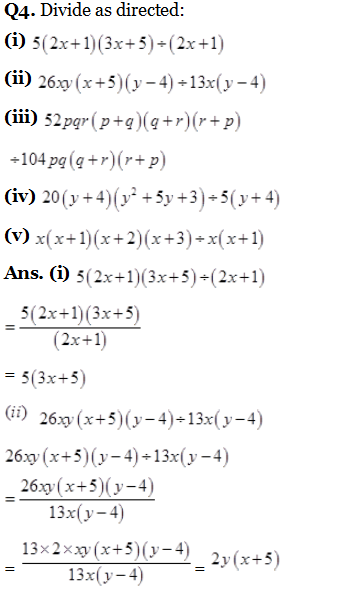 Q4. Divide as directed:
(i) 5(2x+1)(3x+5)÷(2x+1)
(ii) 26xy(x+5)(y−4)÷13x(y−4)
(iii) 52pqr(p+q)(q+r)(r+p)
÷104pq(q+r)(r+p)
(iv) 20(y+4)(y²+5y+3)÷5(y+4)
(v) x(x+1)(x+2)(x+3)÷x(x+1)
Ans. (i) 5(2x+1)(3x+5)÷(2x+1)
= 5(2x+1)(3x+5) / (2x+1)
= 5(3x+5)
(ii) 26xy(x+5)(y−4)÷13x(y−4)
26xy(x+5)(y−4)÷13x(y−4)
= 26xy(x+5)(y−4) / 13x(y−4)
= 13×2×xy(x+5)(y−4) / 13x(y−4) = 2y(x+5)